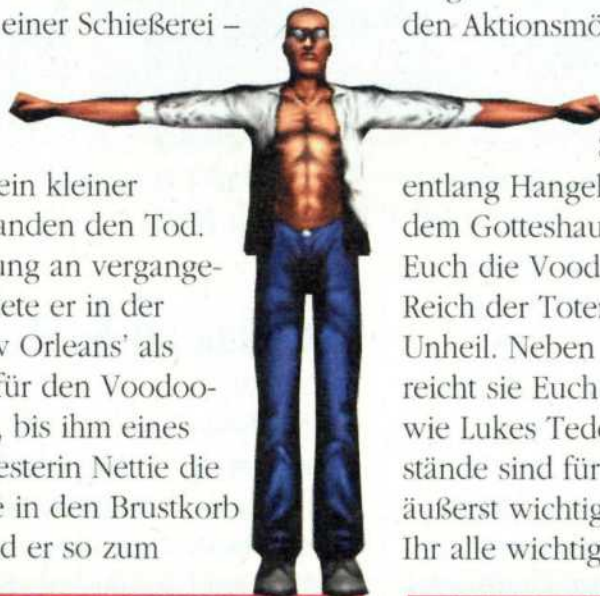 einer Schießerei –
ein kleiner
anden den Tod.
ung an vergange-
ete er in der
v Orleans' als
für den Voodoo-
, bis ihm eines
esterin Nettie die
e in den Brustkorb
d er so zum
den Aktionsmö
entlang Hangel
dem Gotteshau
Euch die Vood
Reich der Toten
Unheil. Neben
reicht sie Euch
wie Lukes Tede
stände sind für
äußerst wichtig
Ihr alle wichtig